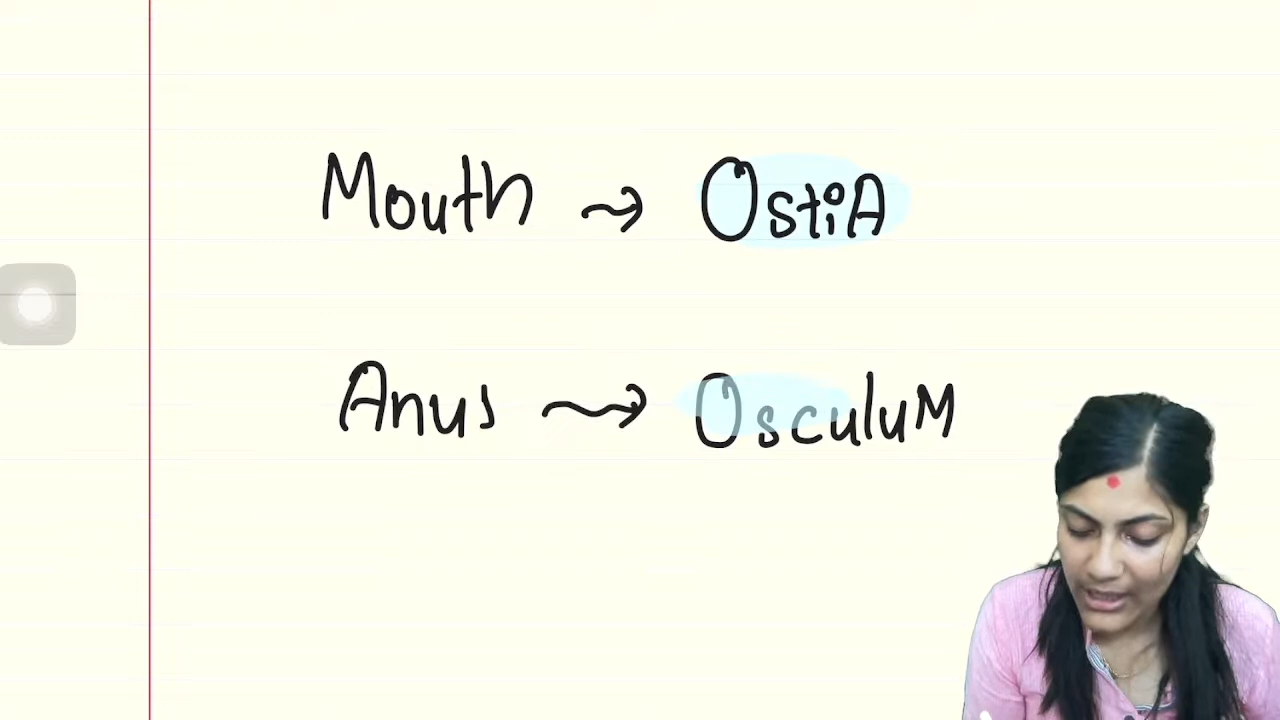 Mouth → OstiA
Anus → OsculuM